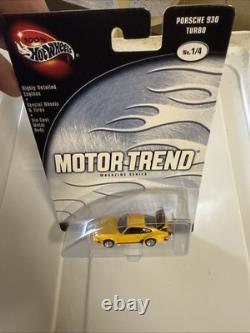 100%
Hot Wheels
PORSCHE 930
TURBO
No. 1/4
Highly Detailed
Engines
Special Wheels
& Tires
Die-Cast
Metal
Body
MOTOR TREND
MAGAZINE SERIES